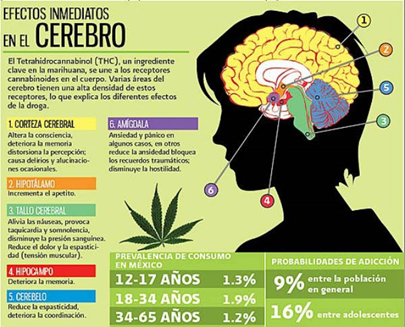 EFECTOS INMEDIATOS
EN EL CEREBRO
El Tetrahidrocannabinol (THC), un ingrediente
clave en la marihuana, se une a los receptores
cannabinoides en el cuerpo. Varias áreas del
cerebro tienen una alta densidad de estos
receptores, lo que explica los diferentes efectos
de la droga.
1. CORTEZA CEREBRAL
Altera la consciencia,
deteriora la memoria
distorsiona la percepción;
causa delirios y alucinacio-
nes ocasionales.
2. HIPOTÁLAMO
Incrementa el apetito.
3. TALLO CEREBRAL
Alivia las náuseas, provoca
taquicardia y somnolencia,
disminuye la presión sanguínea.
Reduce el dolor y la espastici-
dad (tensión muscular).
4. HIPOCAMPO
Deteriora la memoria.
5. CEREBELO
Reduce la espasticidad,
deteriora la coordinación.
6. AMÍGDALA
Ansiedad y pánico en
algunos casos, en otros
reduce la ansiedad bloquea
los recuerdos traumáticos;
disminuye la hostilidad.
1
2
5
3
6
4
PREVALENCIA DE CONSUMO
EN MÉXICO
12-17 AÑOS 1.3%
18-34 AÑOS 1.9%
34-65 AÑOS 1.2%
PROBABILIDADES DE ADICCIÓN
9% entre la población
en general
16% entre adolescentes